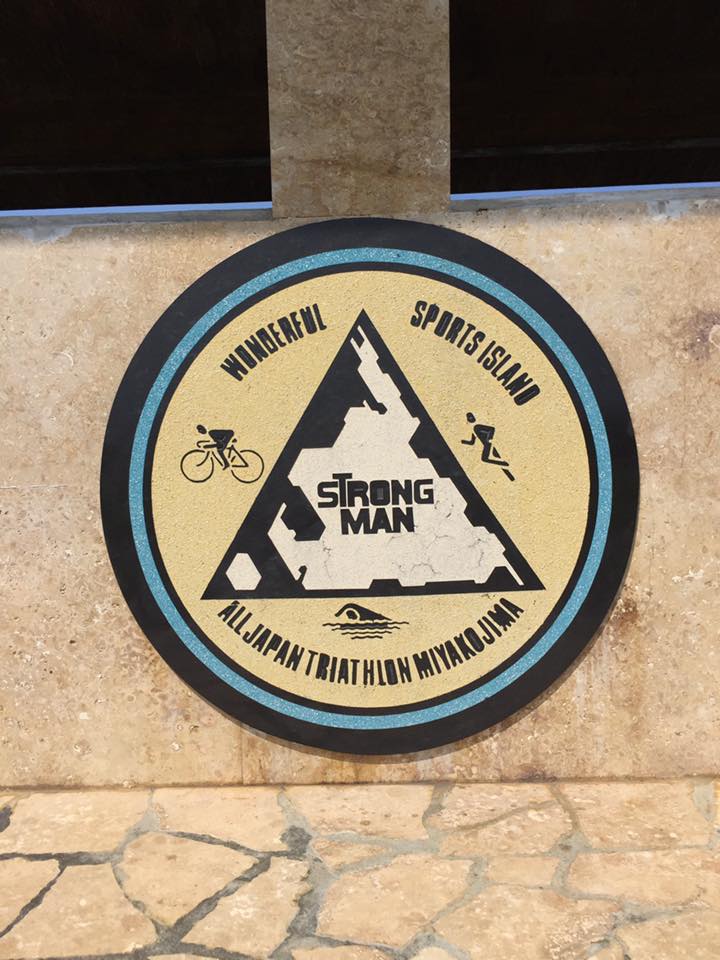 WONDERFUL
SPORTS ISLAND
STRONG
MAN
ALL JAPAN TRIATHLON MIYAKOJIMA